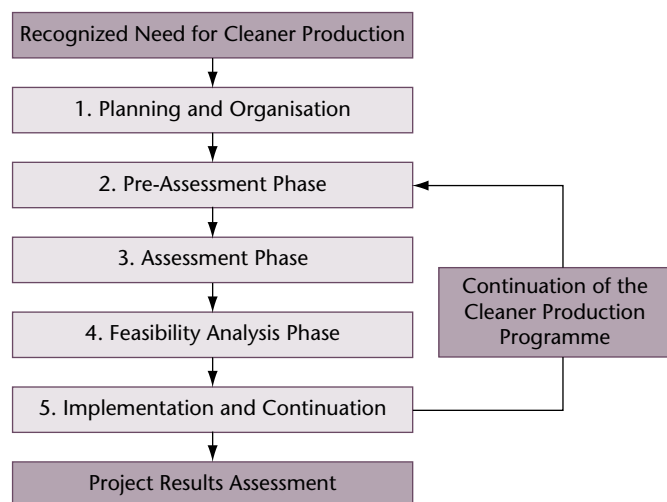 Recognized Need for Cleaner Production
1. Planning and Organisation
2. Pre-Assessment Phase
3. Assessment Phase
4. Feasibility Analysis Phase
5. Implementation and Continuation
Project Results Assessment
Continuation of the
Cleaner Production
Programme